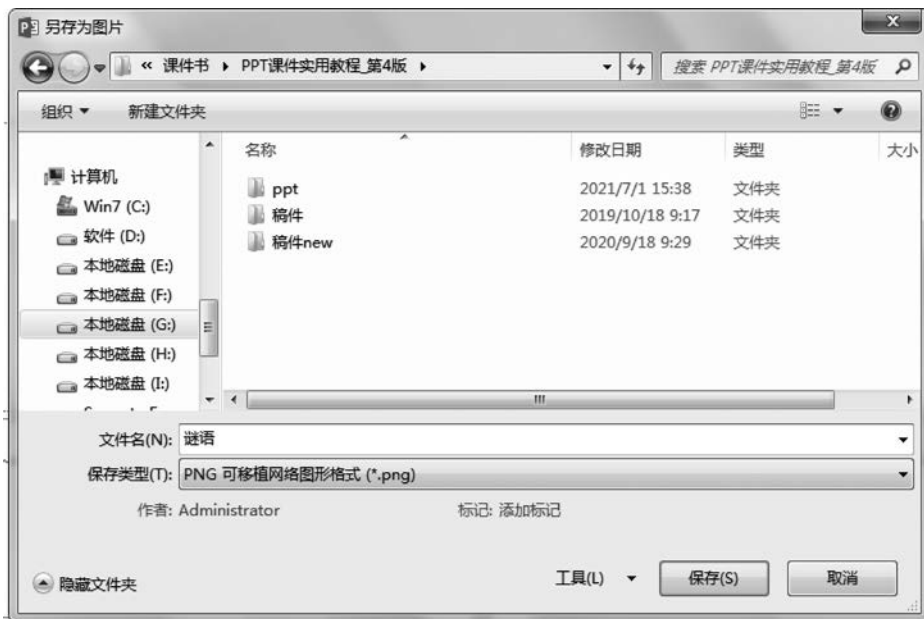 另存为图片
« 课件书 ▸ PPT课件实用教程_第4版 ▸
搜索 PPT课件实用教程_第4版
组织 ▼ 新建文件夹
名称 修改日期 类型 大小
计算机
Win7 (C:)
软件 (D:)
本地磁盘 (E:)
本地磁盘 (F:)
本地磁盘 (G:)
本地磁盘 (H:)
本地磁盘 (I:)
ppt 2021/7/1 15:38 文件夹
稿件 2019/10/18 9:17 文件夹
稿件new 2020/9/18 9:29 文件夹
文件名(N): 谜语
保存类型(T): PNG 可移植网络图形格式 (*.png)
作者: Administrator 标记: 添加标记
隐藏文件夹 工具(L) ▼ 保存(S) 取消